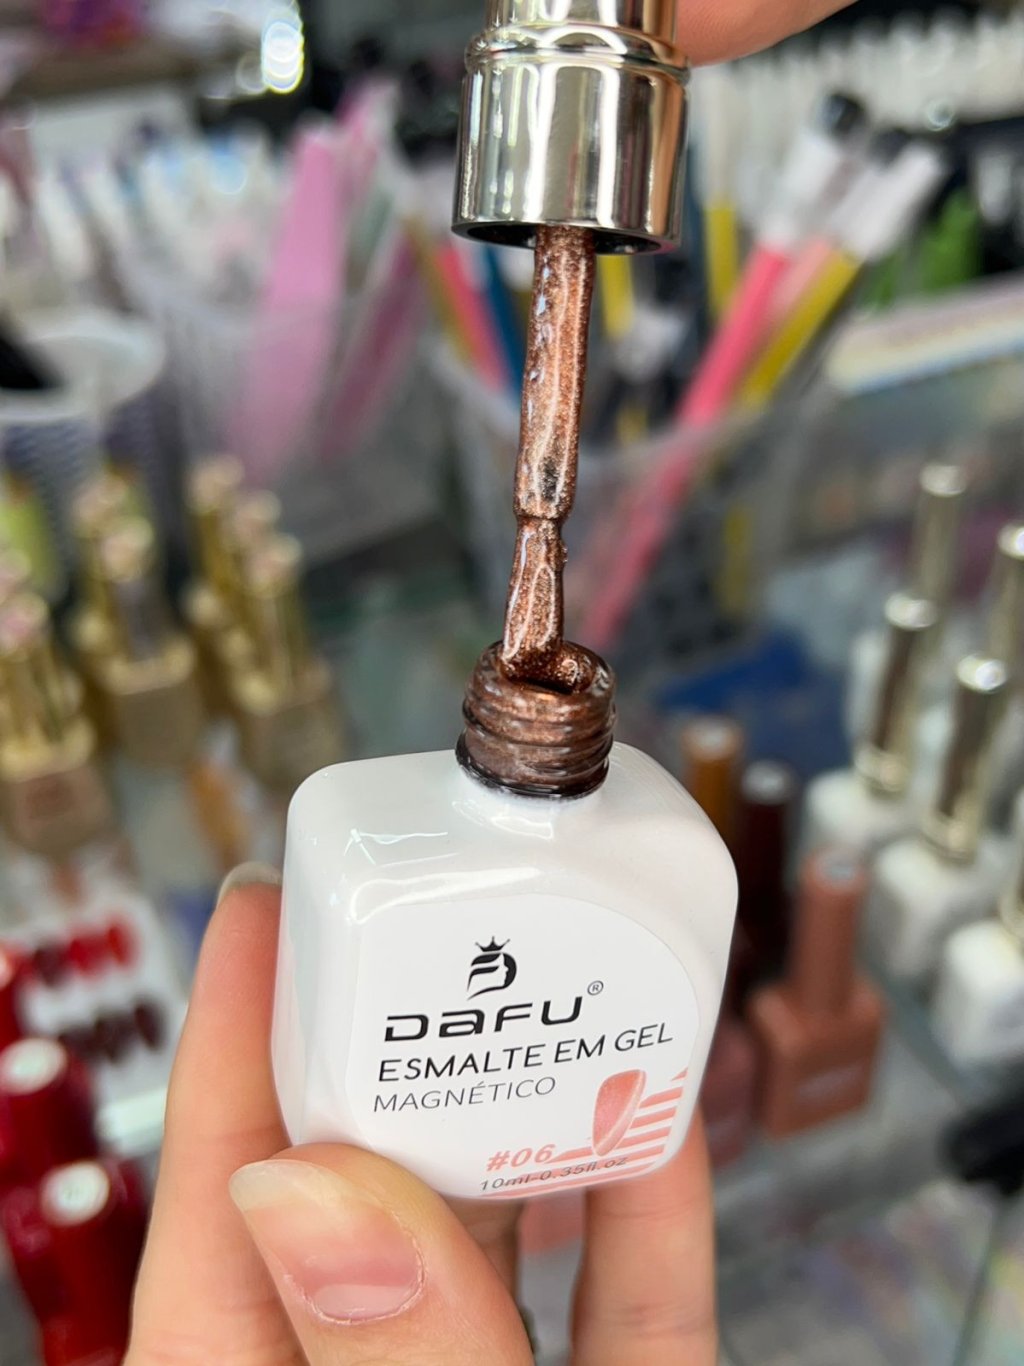 DAFU®
ESMALTE EM GEL
MAGNÉTICO
#06
10ml-0.35fl.oz